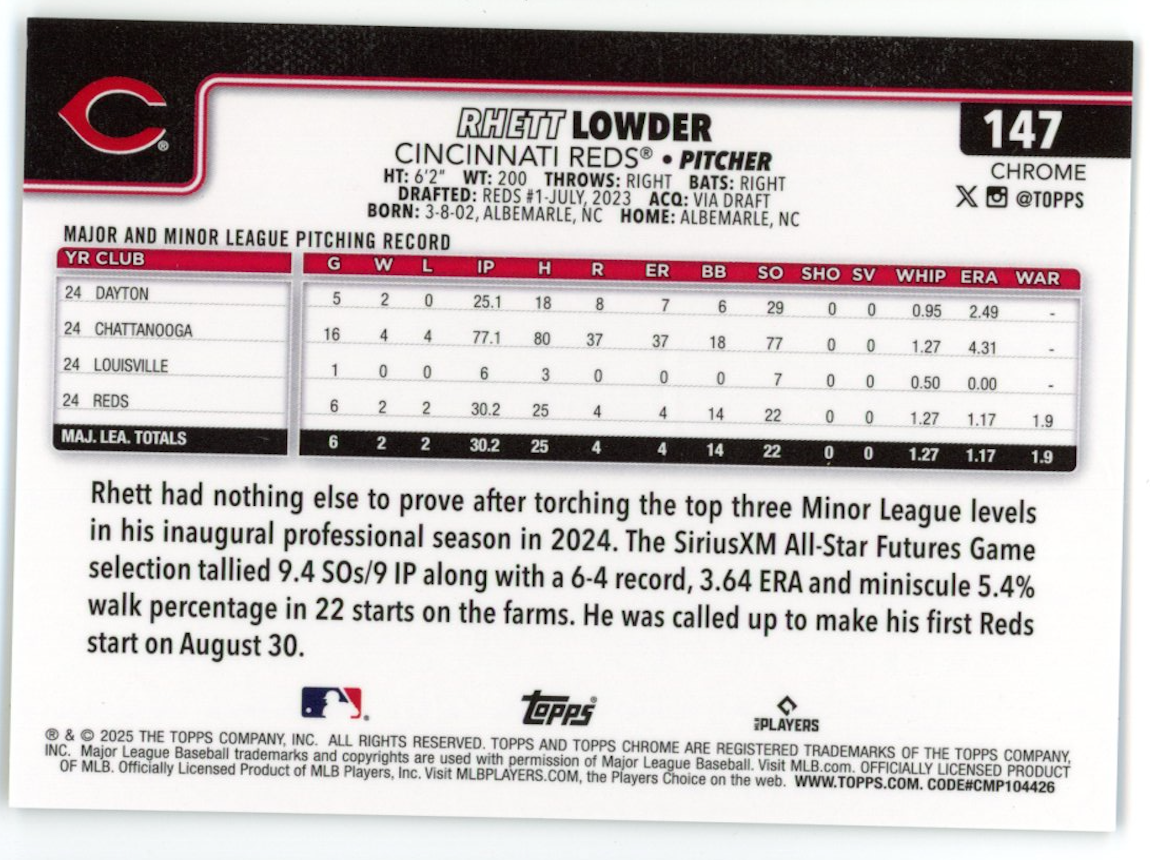 RHETT LOWDER
147
CINCINNATI REDS® • PITCHER
CHROME
HT: 6'2" WT: 200 THROWS: RIGHT BATS: RIGHT
@TOPPS
DRAFTED: REDS #1-JULY, 2023 ACQ: VIA DRAFT
BORN: 3-8-02, ALBEMARLE, NC HOME: ALBEMARLE, NC
MAJOR AND MINOR LEAGUE PITCHING RECORD
YR CLUB G W L IP H R ER BB SO SHO SV WHIP ERA WAR
24 DAYTON 5 2 0 25.1 18 8 7 6 29 0 0 0.95 2.49 -
24 CHATTANOOGA 16 4 4 77.1 80 37 37 18 77 0 0 1.27 4.31 -
24 LOUISVILLE 1 0 0 6 3 0 0 0 7 0 0 0.50 0.00 -
24 REDS 6 2 2 30.2 25 4 4 14 22 0 0 1.27 1.17 1.9
MAJ. LEA. TOTALS 6 2 2 30.2 25 4 4 14 22 0 0 1.27 1.17 1.9
Rhett had nothing else to prove after torching the top three Minor League levels
in his inaugural professional season in 2024. The SiriusXM All-Star Futures Game
selection tallied 9.4 SOs/9 IP along with a 6-4 record, 3.64 ERA and miniscule 5.4%
walk percentage in 22 starts on the farms. He was called up to make his first Reds
start on August 30.
topps®
MLB PLAYERS
® & © 2025 THE TOPPS COMPANY, INC. ALL RIGHTS RESERVED. TOPPS AND TOPPS CHROME ARE REGISTERED TRADEMARKS OF THE TOPPS COMPANY,
INC. Major League Baseball trademarks and copyrights are used with permission of Major League Baseball. Visit MLB.com. OFFICIALLY LICENSED PRODUCT
OF MLB. Officially Licensed Product of MLB Players, Inc. Visit MLBPLAYERS.COM, the Players Choice on the web. WWW.TOPPS.COM. CODE#CMP104426